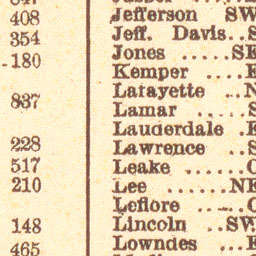 408 Jefferson SW
354 Jeff. Davis..S
180 Jones .....SE
Kemper ....E
Lafayette ..N
837
Lamar .....S
Lauderdale .E
228 Lawrence ..S
517 Leake ......C
210 Lee ......NE
Leflore .....C
148 Lincoln ..SW
465 Lowndes ...E